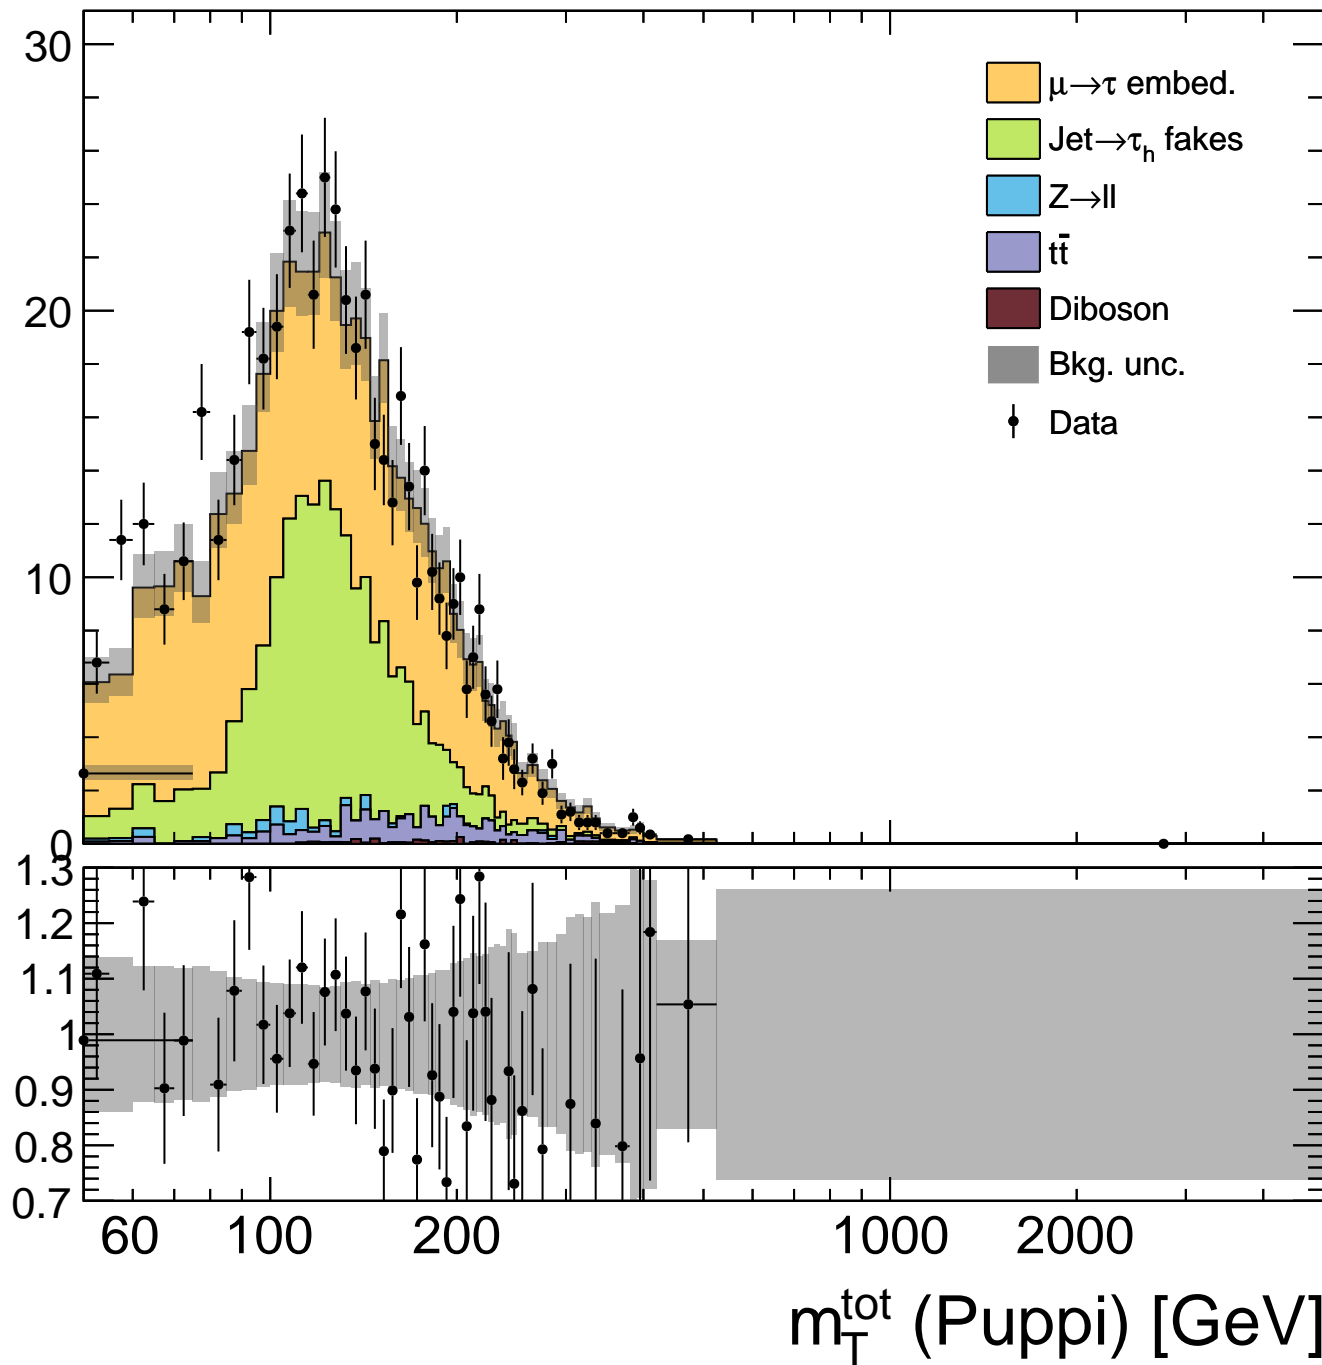 30
20
10
0
μ→τ embed.
Jet→τ_h fakes
Z→ll
tt̄
Diboson
Bkg. unc.
Data
1.3
1.2
1.1
1
0.9
0.8
0.7
60 100 200 1000 2000
m_T^tot (Puppi) [GeV]